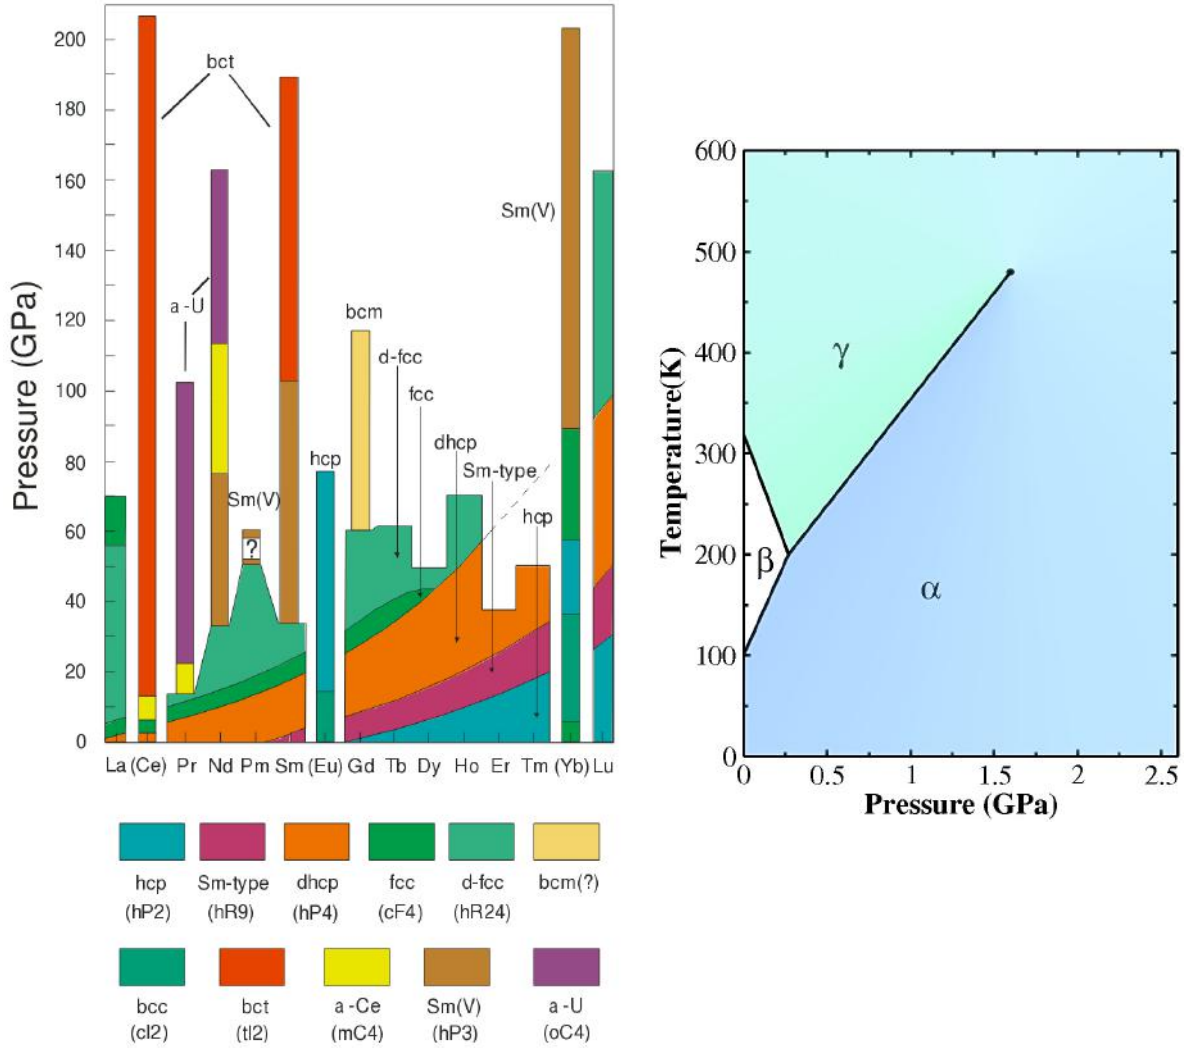 Pressure (GPa)
200
180
160
140
120
100
80
60
40
20
0
bct
a -U
Sm(V)
?
hcp
bcm
d-fcc
fcc
dhcp
Sm-type
hcp
Sm(V)
La (Ce) Pr Nd Pm Sm (Eu) Gd Tb Dy Ho Er Tm (Yb) Lu
hcp Sm-type dhcp fcc d-fcc bcm(?)
(hP2) (hR9) (hP4) (cF4) (hR24)
bcc bct a -Ce Sm(V) a -U
(cI2) (tI2) (mC4) (hP3) (oC4)
Temperature(K)
600
500
400
300
200
100
0
γ
β
α
0 0.5 1 1.5 2 2.5
Pressure (GPa)